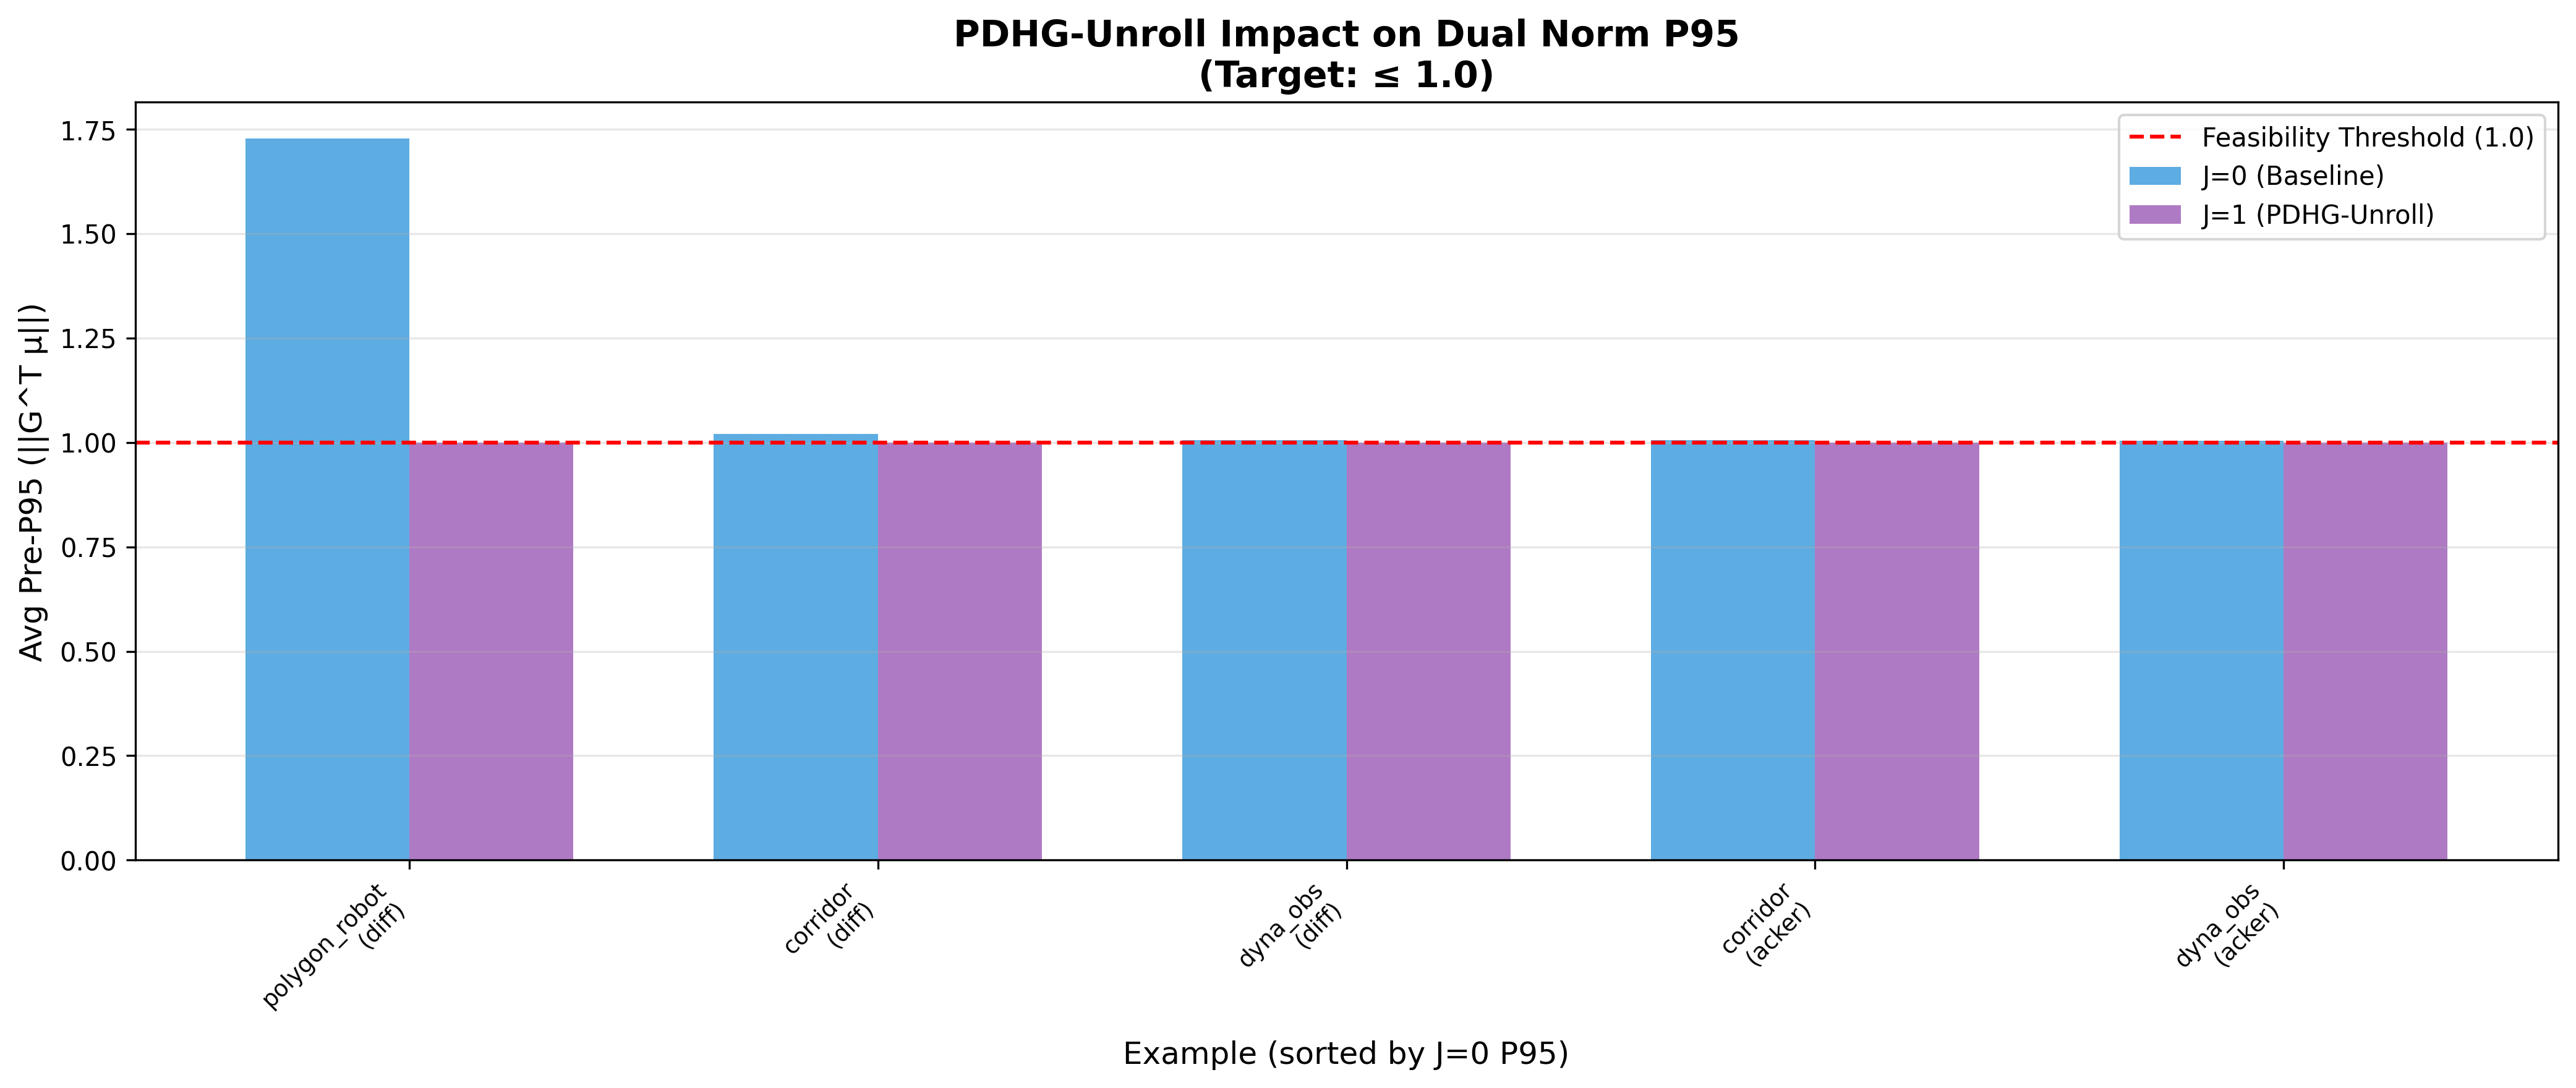 PDHG-Unroll Impact on Dual Norm P95
(Target: ≤ 1.0)
Feasibility Threshold (1.0)
J=0 (Baseline)
J=1 (PDHG-Unroll)
Avg Pre-P95 (||G^T μ||)
1.75
1.50
1.25
1.00
0.75
0.50
0.25
0.00
polygon_robot
(diff)
corridor
(diff)
dyna_obs
(diff)
corridor
(acker)
dyna_obs
(acker)
Example (sorted by J=0 P95)